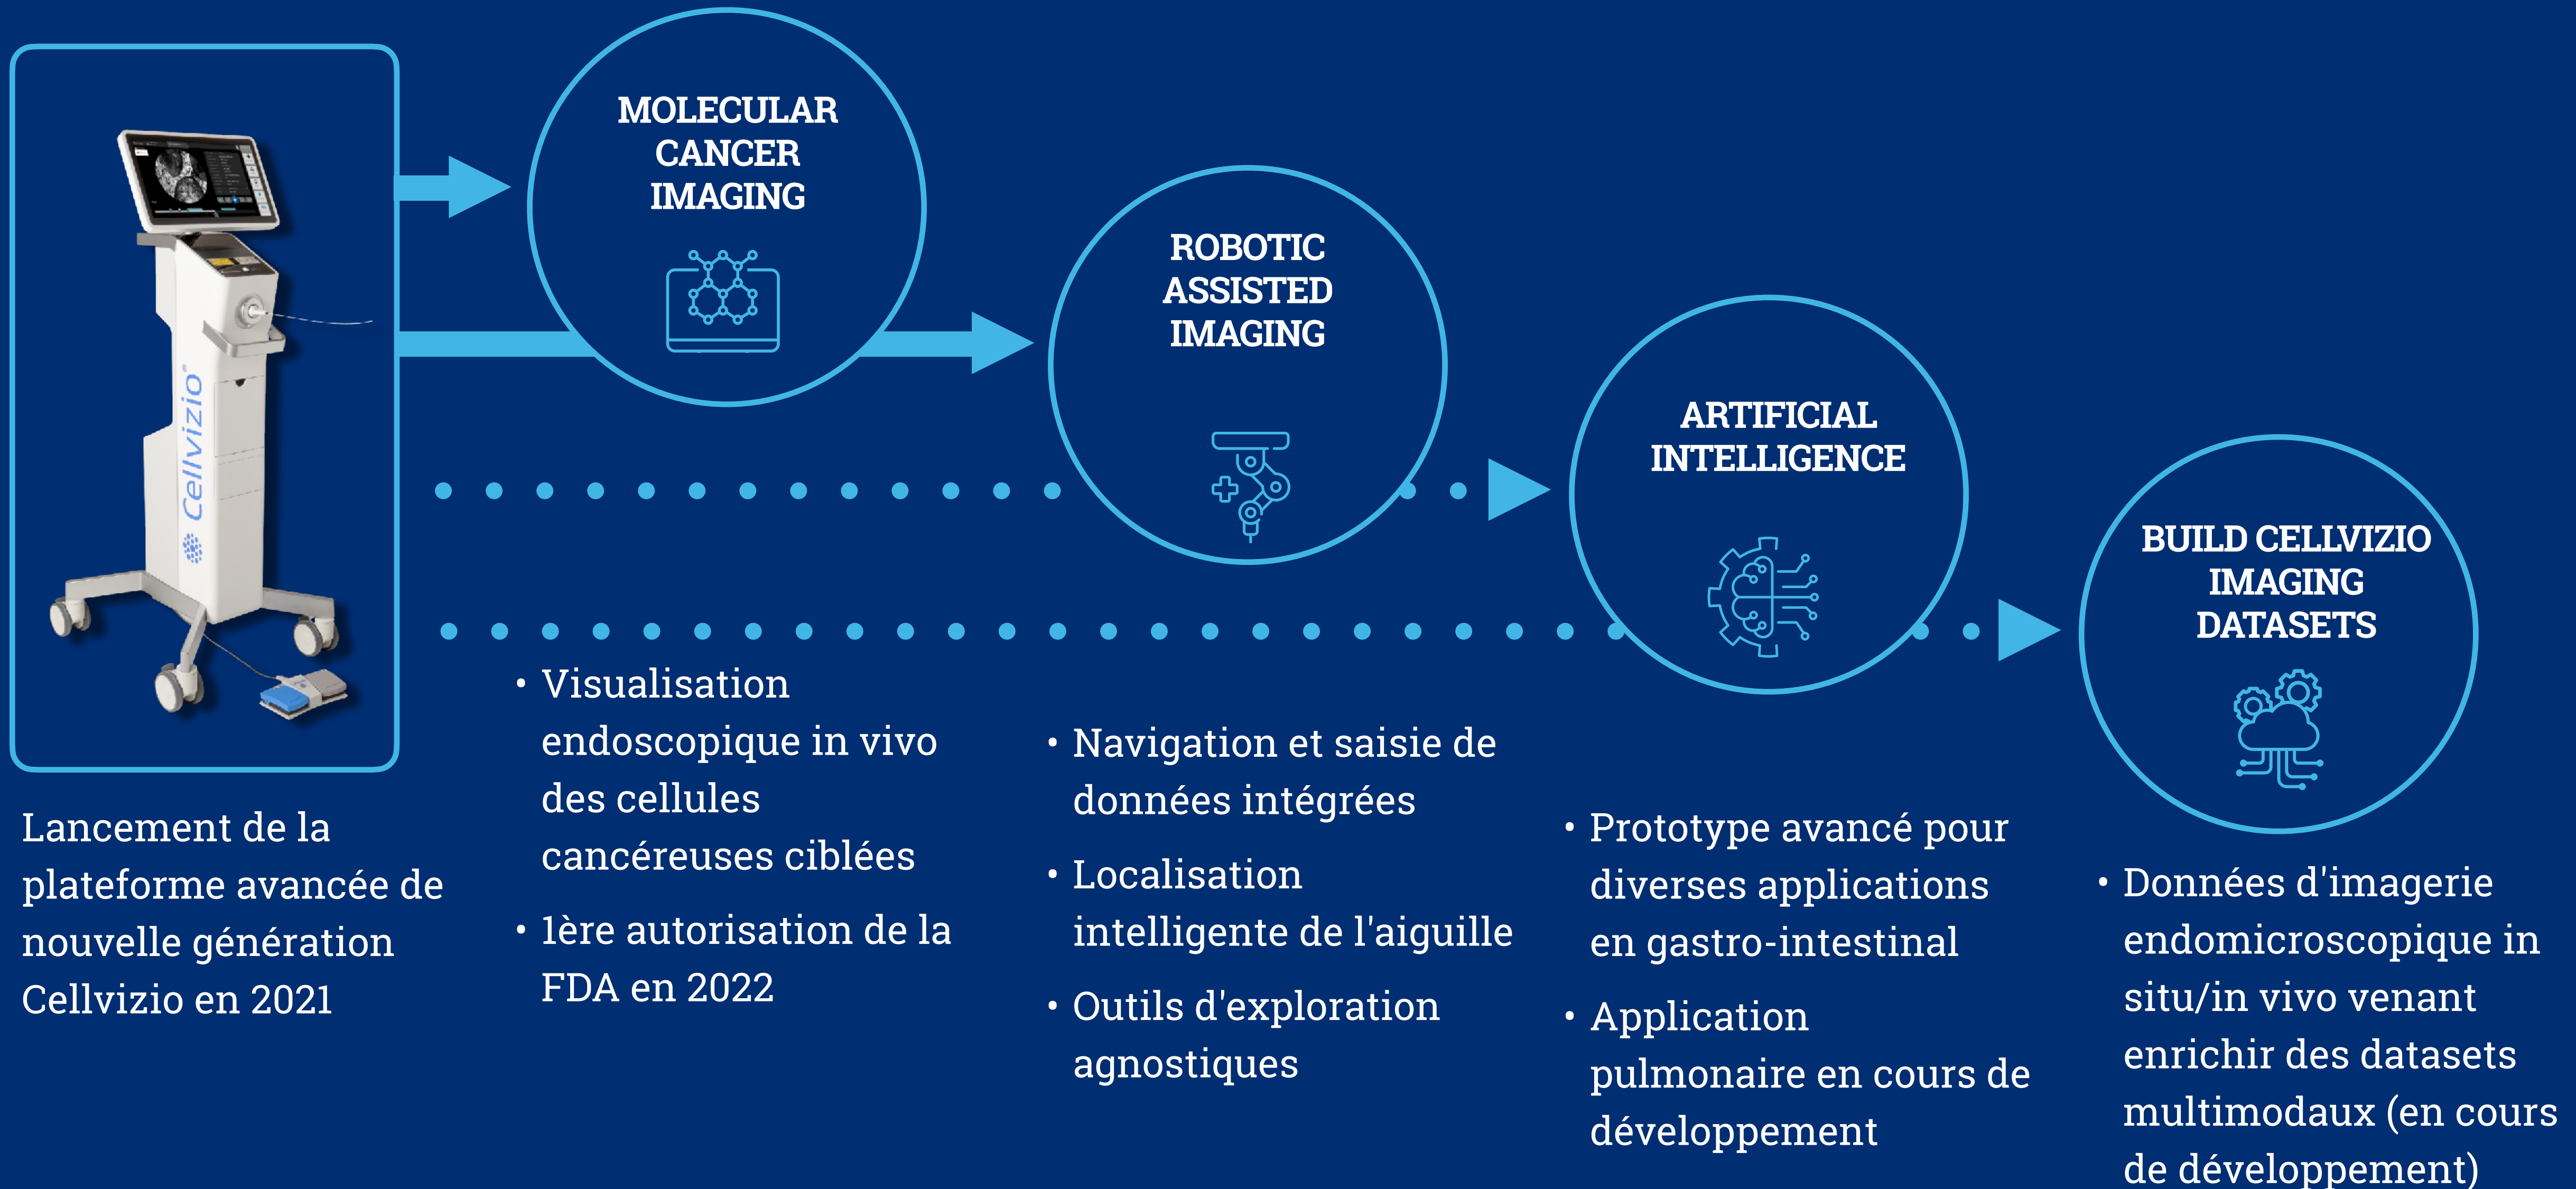 Cellvizio®
Lancement de la
plateforme avancée de
nouvelle génération
Cellvizio en 2021
MOLECULAR
CANCER
IMAGING
• Visualisation
endoscopique in vivo
des cellules
cancéreuses ciblées
• 1ère autorisation de la
FDA en 2022
ROBOTIC
ASSISTED
IMAGING
• Navigation et saisie de
données intégrées
• Localisation
intelligente de l'aiguille
• Outils d'exploration
agnostiques
ARTIFICIAL
INTELLIGENCE
• Prototype avancé pour
diverses applications
en gastro-intestinal
• Application
pulmonaire en cours de
développement
BUILD CELLVIZIO
IMAGING
DATASETS
• Données d'imagerie
endomicroscopique in
situ/in vivo venant
enrichir des datasets
multimodaux (en cours
de développement)